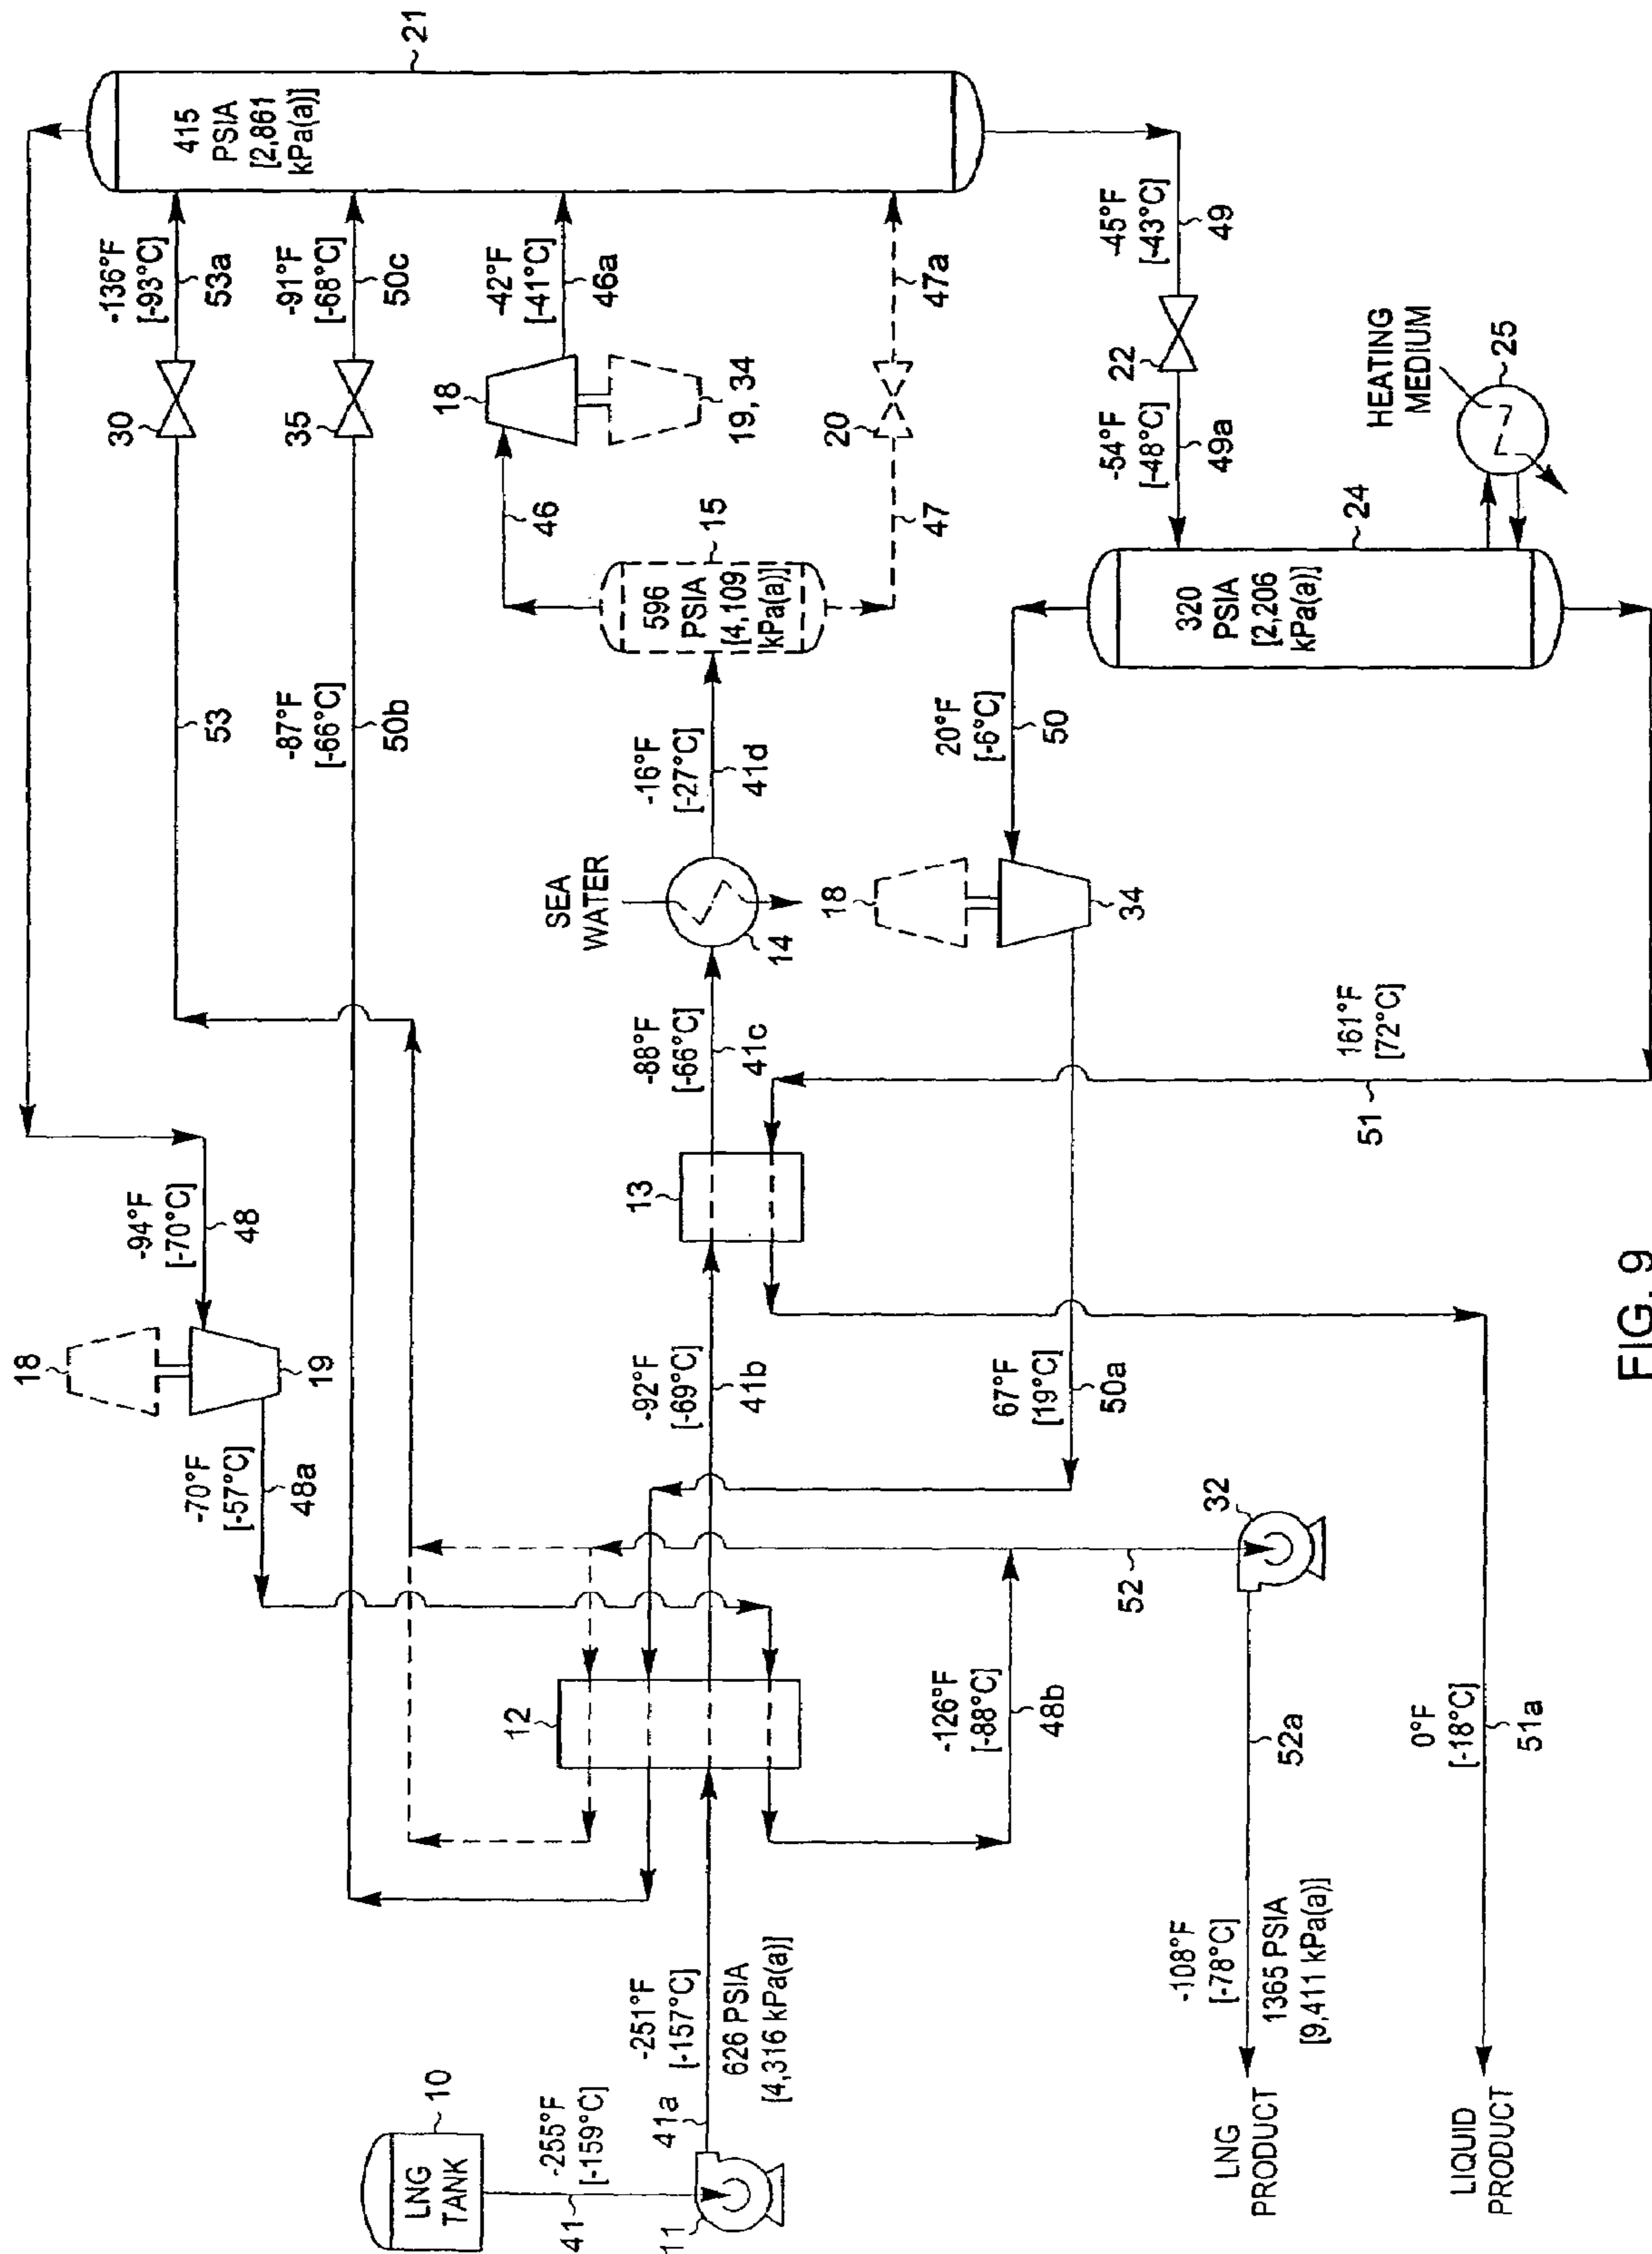 LNG
TANK
10
-255°F
[-159°C]
41
11
41a
-251°F
[-157°C]
626 PSIA
[4,316 kPa(a)]
12
-92°F
[-69°C]
41b
13
-88°F
[-66°C]
41c
SEA
WATER
14
-16°F
[-27°C]
41d
596
PSIA
[4,109
kPa(a)]
15
46
18
19, 34
-42°F
[-41°C]
46a
47
20
47a
415
PSIA
[2,861
kPa(a)]
21
-94°F
[-70°C]
48
18
19
-70°F
[-57°C]
48a
-126°F
[-88°C]
48b
52
32
53
30
-136°F
[-93°C]
53a
-87°F
[-66°C]
50b
35
-91°F
[-68°C]
50c
-45°F
[-43°C]
49
22
-54°F
[-48°C]
49a
320
PSIA
[2,206
kPa(a)]
24
HEATING
MEDIUM
25
20°F
[-6°C]
50
18
34
67°F
[19°C]
50a
161°F
[72°C]
51
52a
-108°F
[-78°C]
1365 PSIA
[9,411 kPa(a)]
LNG
PRODUCT
0°F
[-18°C]
51a
LIQUID
PRODUCT
FIG. 9